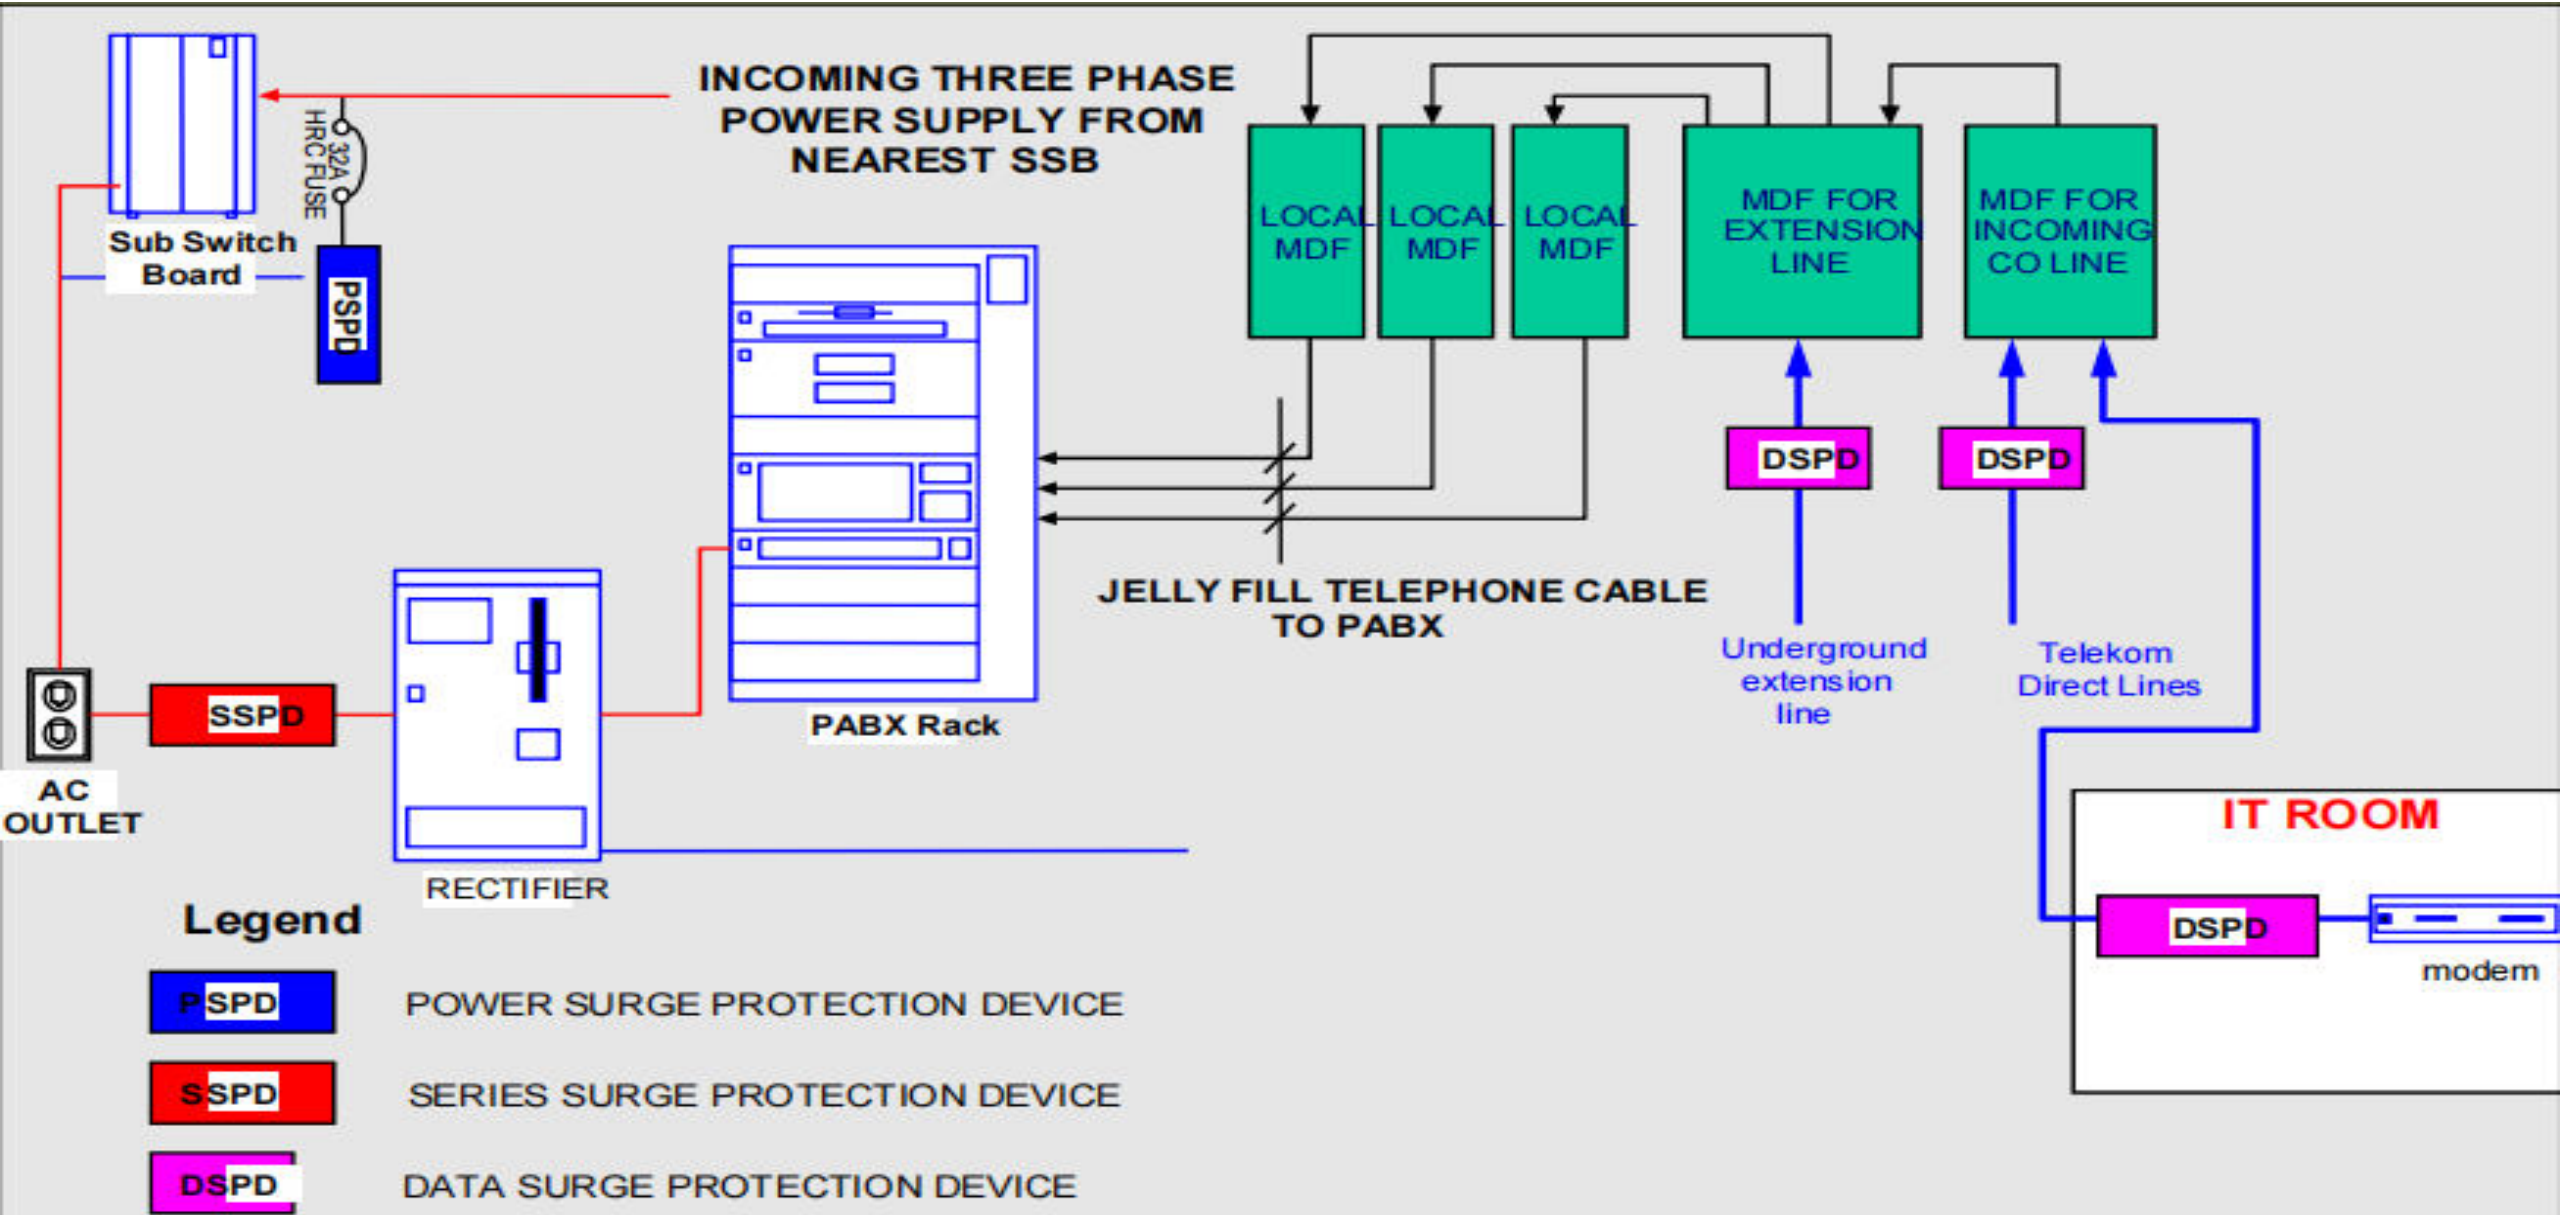 INCOMING THREE PHASE
POWER SUPPLY FROM
NEAREST SSB
HRC FUSE
32A
Sub Switch
Board
PSPD
LOCAL
MDF
LOCAL
MDF
LOCAL
MDF
MDF FOR
EXTENSION
LINE
MDF FOR
INCOMING
CO LINE
DSPD
DSPD
JELLY FILL TELEPHONE CABLE
TO PABX
Underground
extension
line
Telekom
Direct Lines
SSPD
PABX Rack
AC
OUTLET
RECTIFIER
IT ROOM
DSPD
modem
Legend
PSPD
POWER SURGE PROTECTION DEVICE
SSPD
SERIES SURGE PROTECTION DEVICE
DSPD
DATA SURGE PROTECTION DEVICE